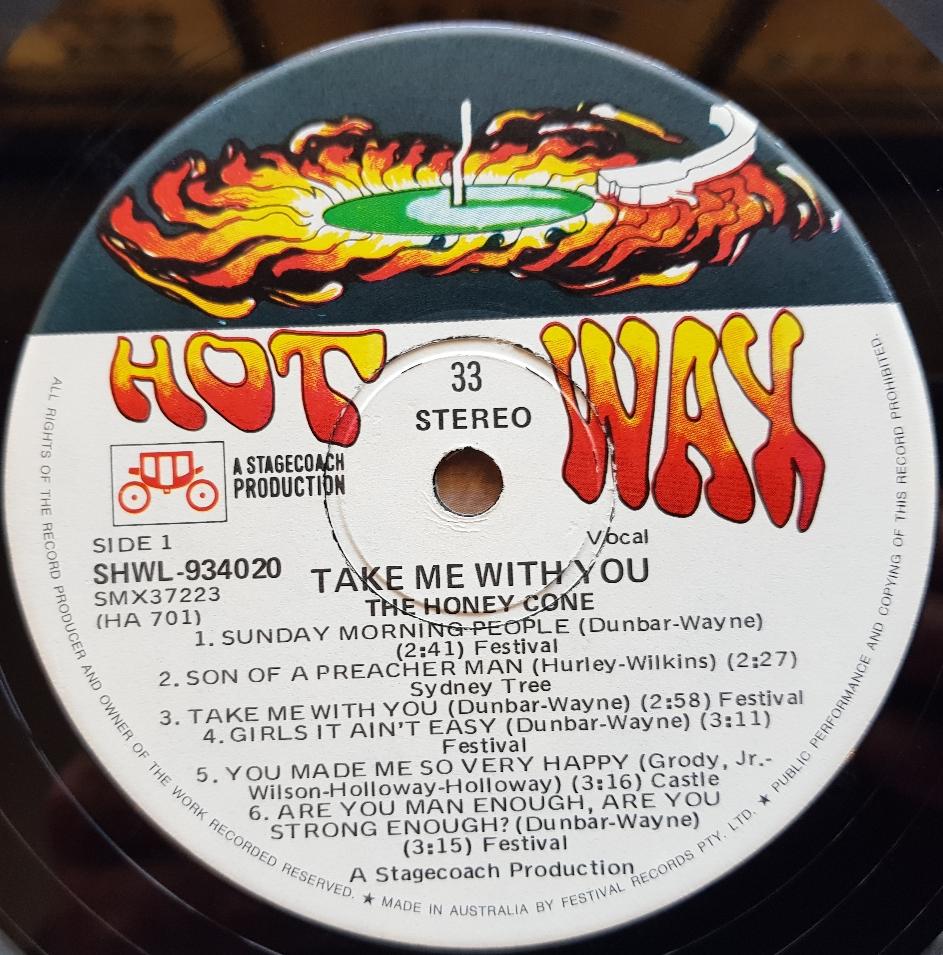 HOT WAX
33
STEREO
A STAGECOACH
PRODUCTION
SIDE 1
Vocal
SHWL-934020
TAKE ME WITH YOU
SMX37223
THE HONEY CONE
(HA 701)
1. SUNDAY MORNING PEOPLE (Dunbar-Wayne)
(2:41) Festival
2. SON OF A PREACHER MAN (Hurley-Wilkins) (2:27)
Sydney Tree
3. TAKE ME WITH YOU (Dunbar-Wayne) (2:58) Festival
4. GIRLS IT AIN'T EASY (Dunbar-Wayne) (3:11)
Festival
5. YOU MADE ME SO VERY HAPPY (Grody, Jr.-
Wilson-Holloway-Holloway) (3:16) Castle
6. ARE YOU MAN ENOUGH, ARE YOU
STRONG ENOUGH? (Dunbar-Wayne)
(3:15) Festival
A Stagecoach Production
ALL RIGHTS OF THE RECORD PRODUCER AND OWNER OF THE WORK RECORDED RESERVED. ★ MADE IN AUSTRALIA BY FESTIVAL RECORDS PTY. LTD. ★ PUBLIC PERFORMANCE AND COPYING OF THIS RECORD PROHIBITED.